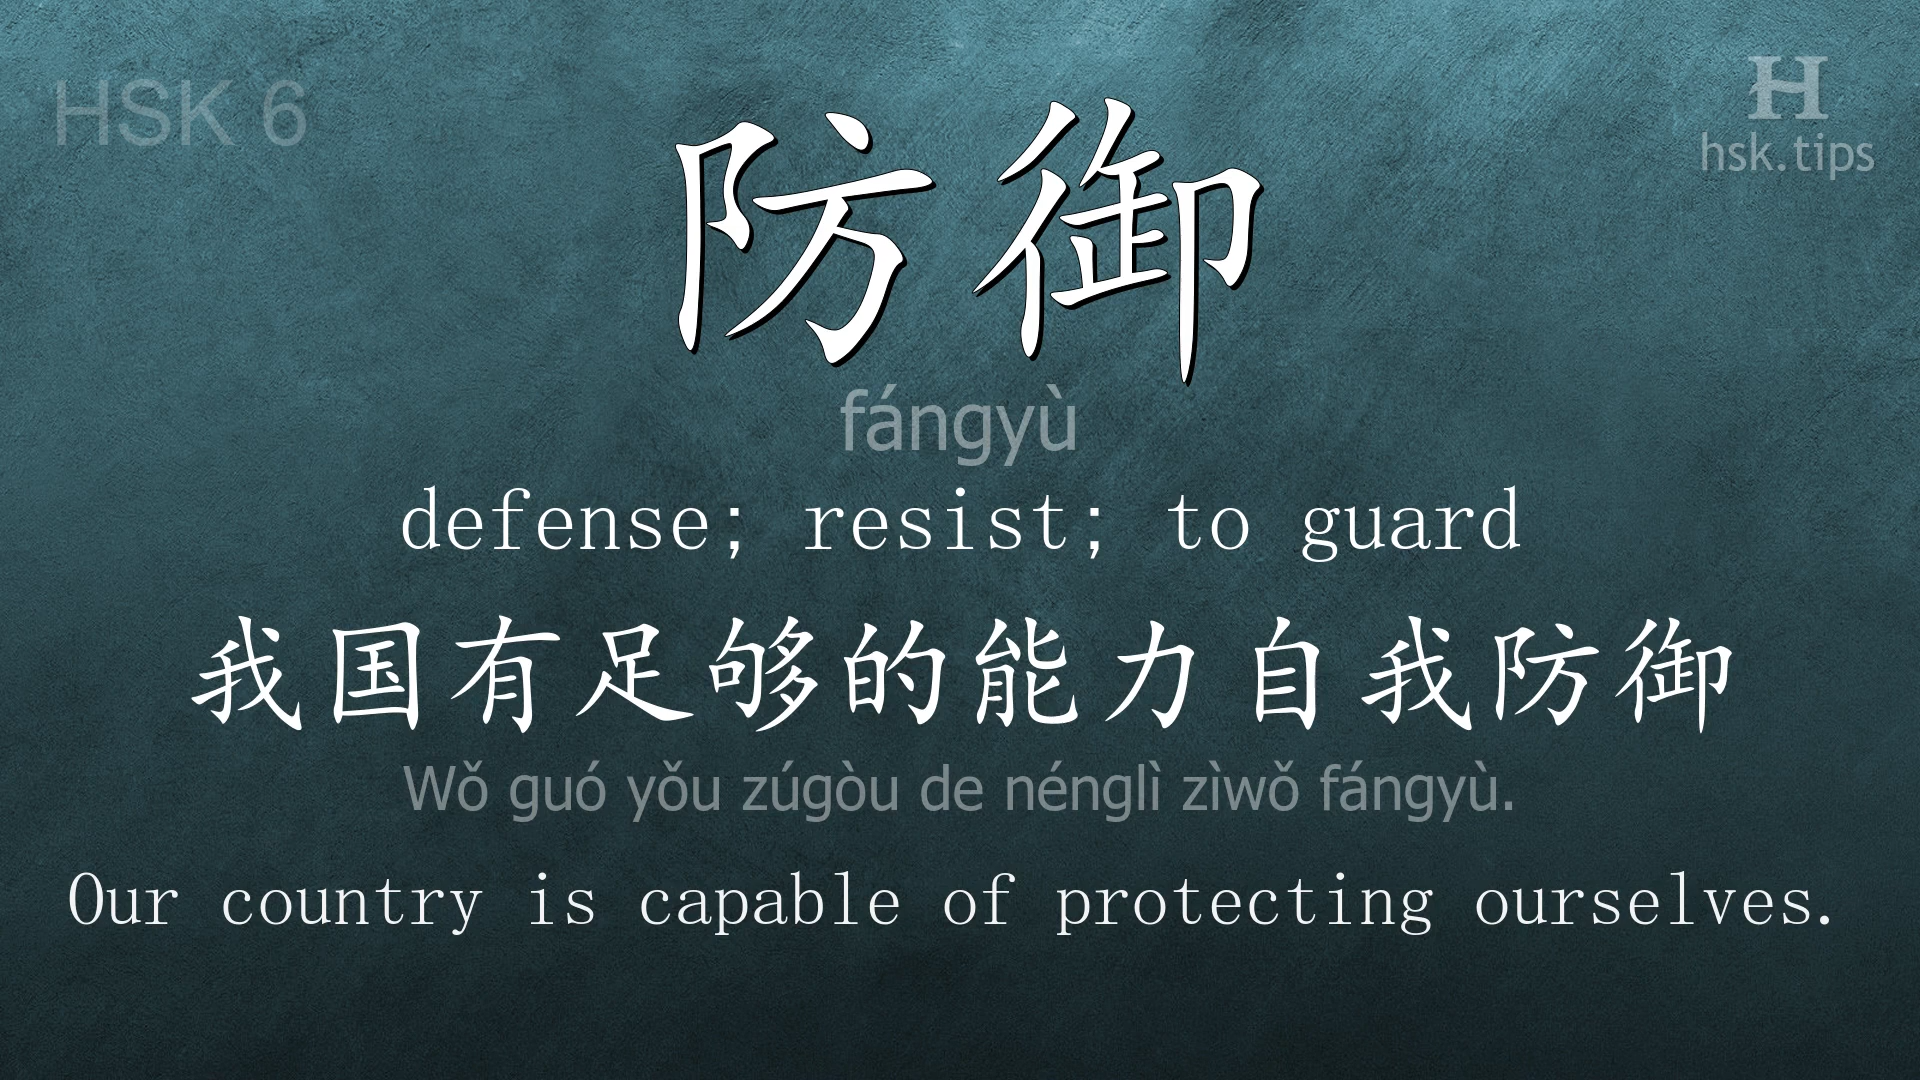 HSK 6
H
hsk.tips
防御
fángyù
defense; resist; to guard
我国有足够的能力自我防御
Wǒ guó yǒu zúgòu de nénglì zìwǒ fángyù.
Our country is capable of protecting ourselves.